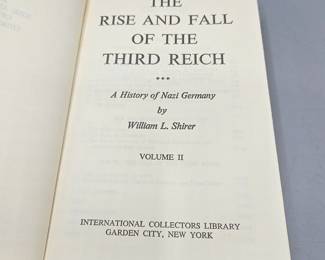 THE
RISE AND FALL
OF THE
THIRD REICH
***
A History of Nazi Germany
by
William L. Shirer
VOLUME II
INTERNATIONAL COLLECTORS LIBRARY
GARDEN CITY, NEW YORK